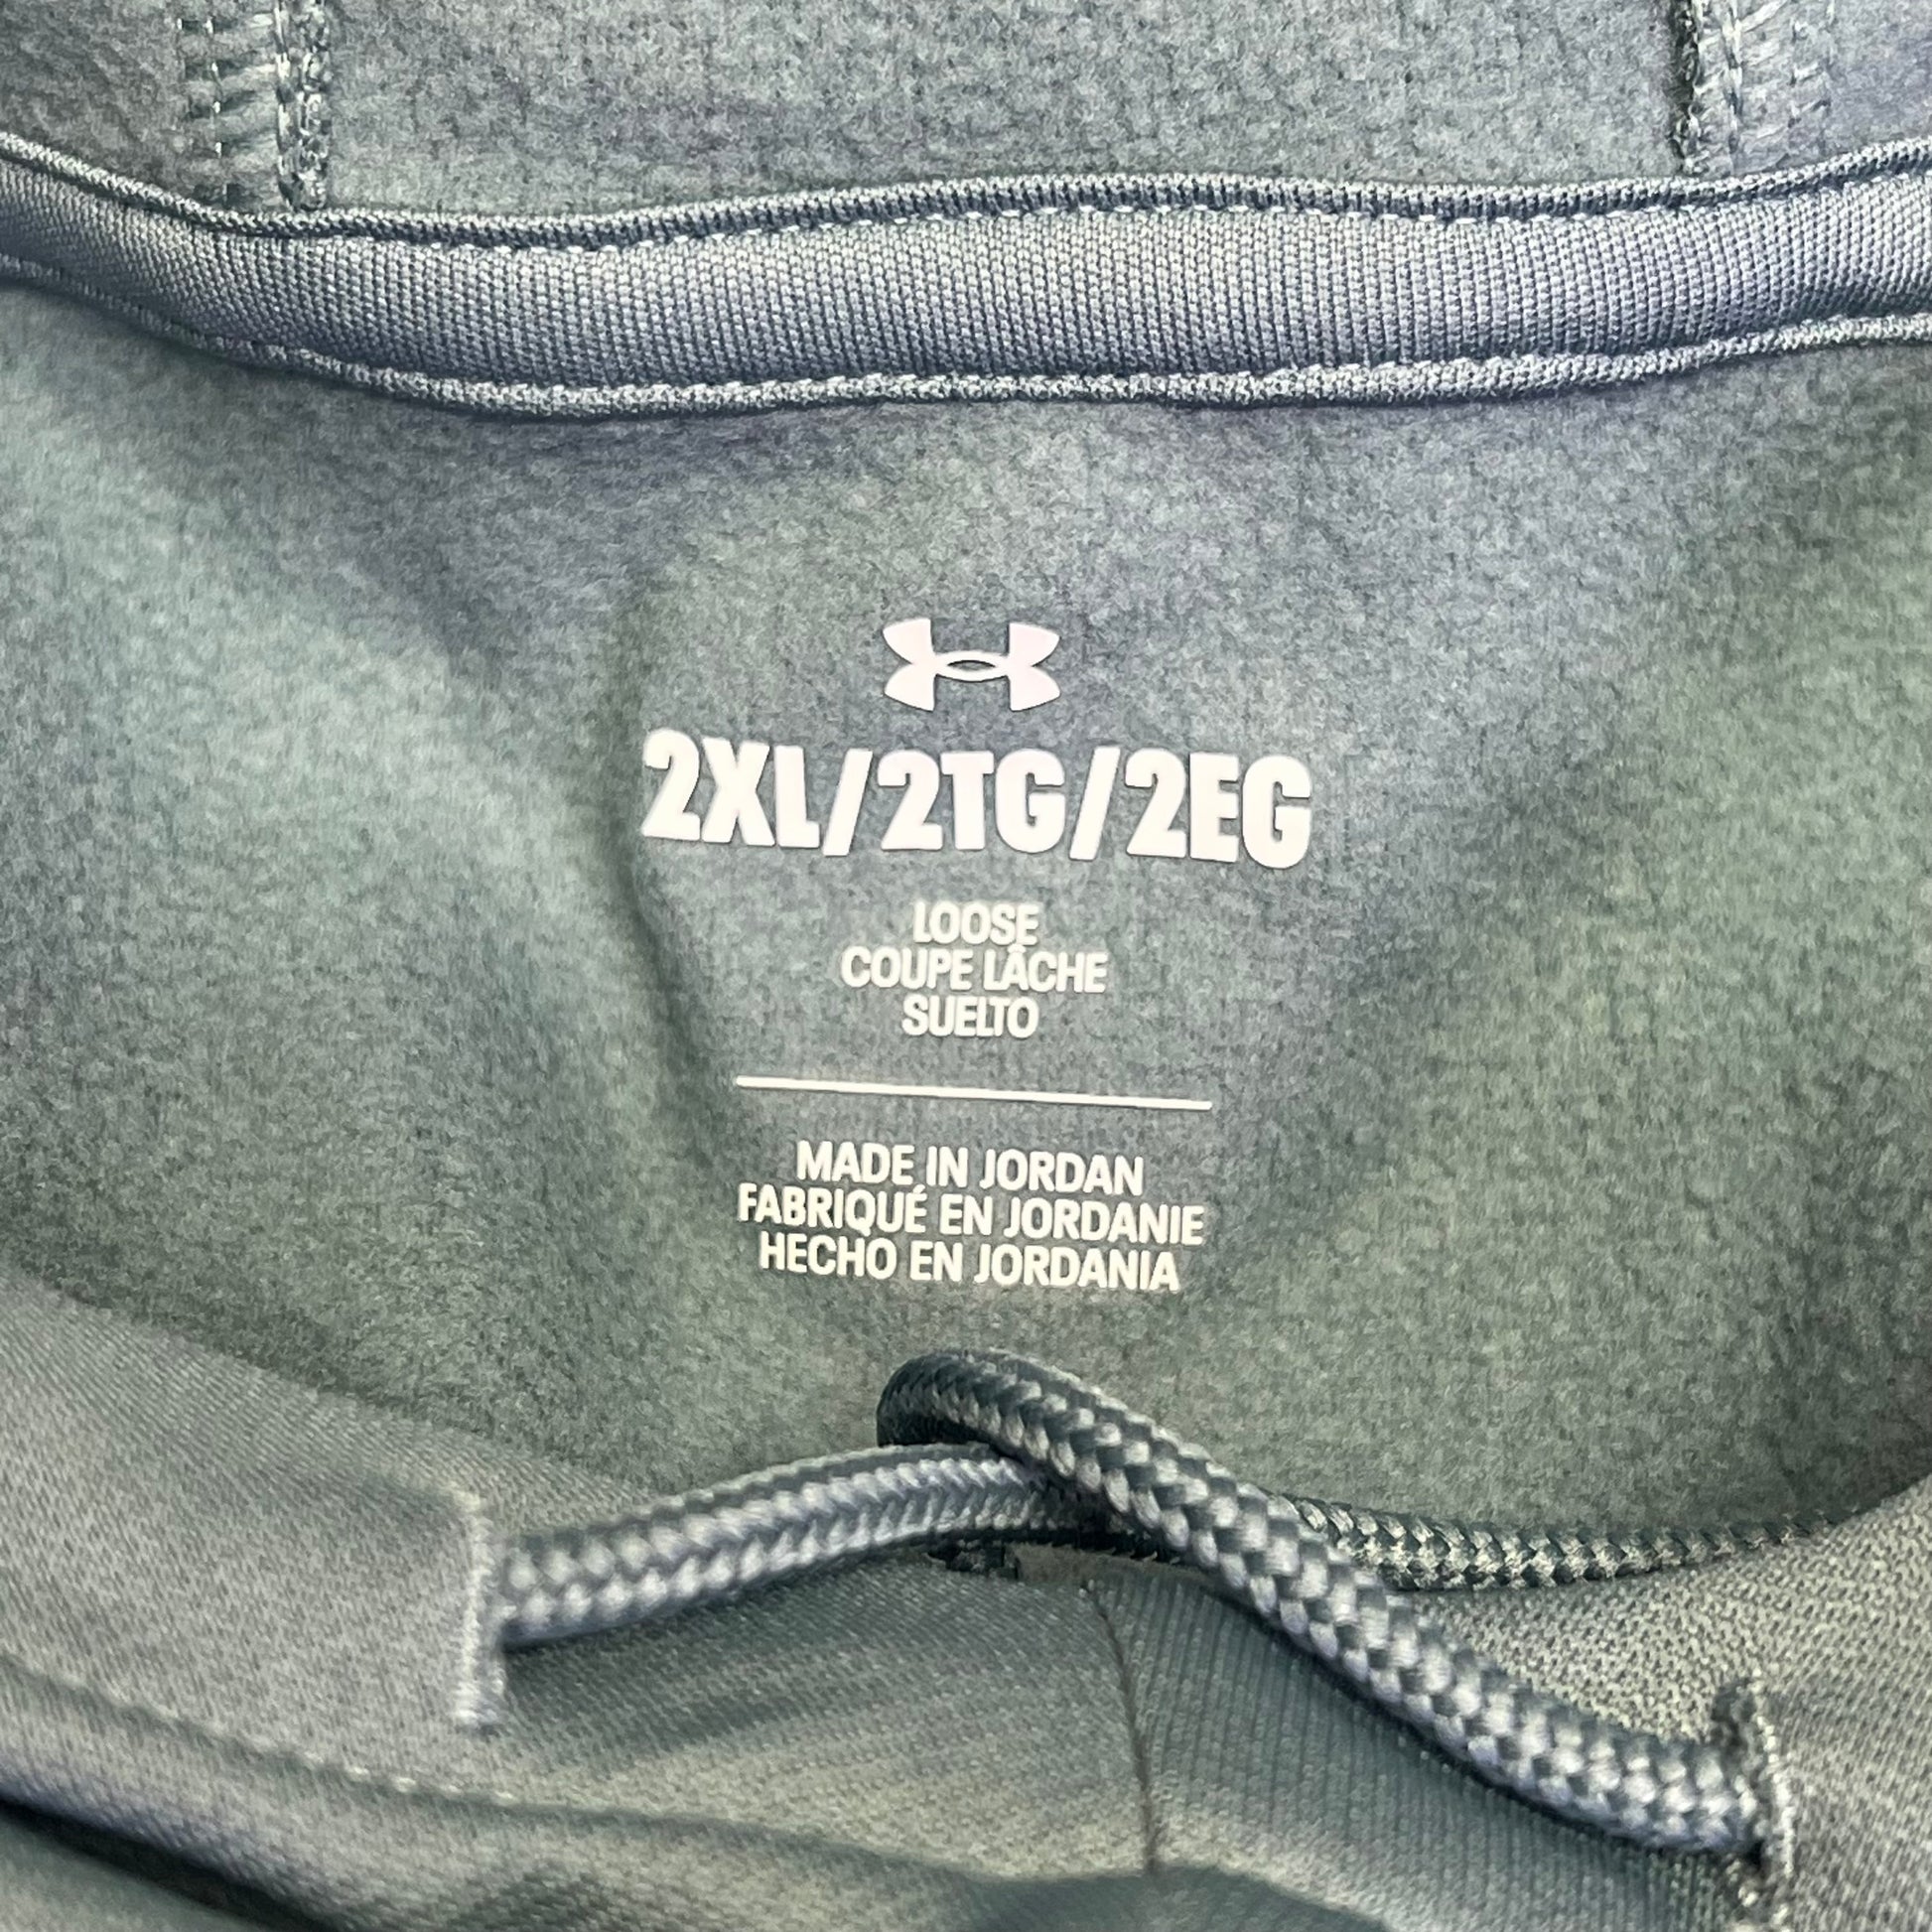 2XL/2TG/2EG
LOOSE
COUPE LÂCHE
SUELTO
MADE IN JORDAN
FABRIQUÉ EN JORDANIE
HECHO EN JORDANIA